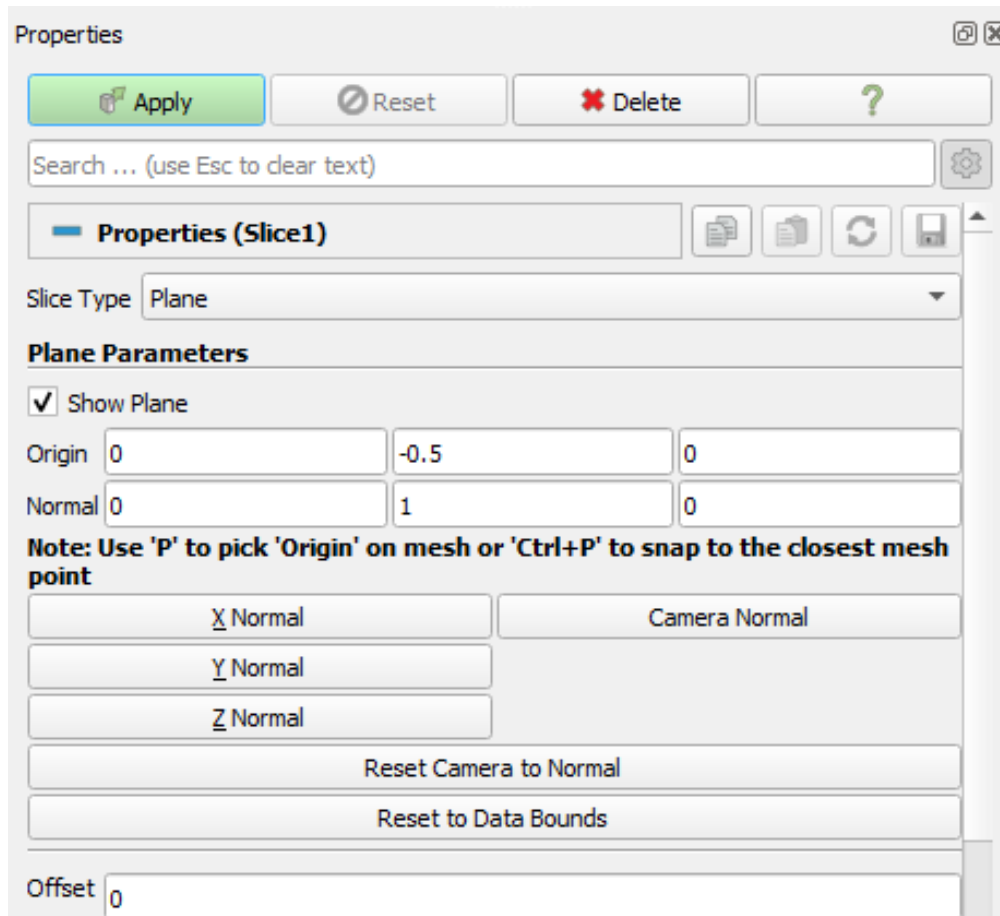 Properties
Apply Reset Delete ?
Search ... (use Esc to clear text)
Properties (Slice1)
Slice Type Plane
Plane Parameters
Show Plane
Origin 0 -0.5 0
Normal 0 1 0
Note: Use 'P' to pick 'Origin' on mesh or 'Ctrl+P' to snap to the closest mesh
point
X Normal Camera Normal
Y Normal
Z Normal
Reset Camera to Normal
Reset to Data Bounds
Offset 0